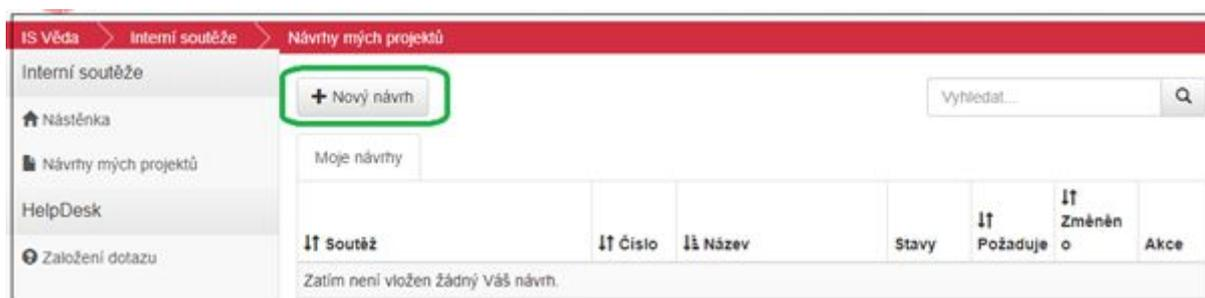 IS Věda Interní soutěže Návrhy mých projektů
Interní soutěže
Nástěnka
Návrhy mých projektů
HelpDesk
Založení dotazu
Nový návrh
Vyhledat...
Moje návrhy
Soutěž Číslo Název Stavy Požaduje Změněn
o Akce
Zatím není vložen žádný Váš návrh.